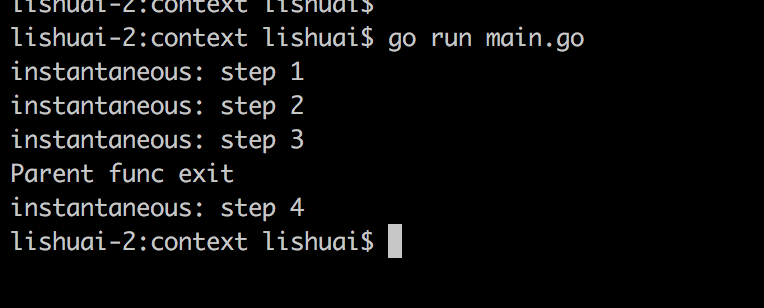 lishuai-2:context lishuai$
lishuai-2:context lishuai$ go run main.go
instantaneous: step 1
instantaneous: step 2
instantaneous: step 3
Parent func exit
instantaneous: step 4
lishuai-2:context lishuai$